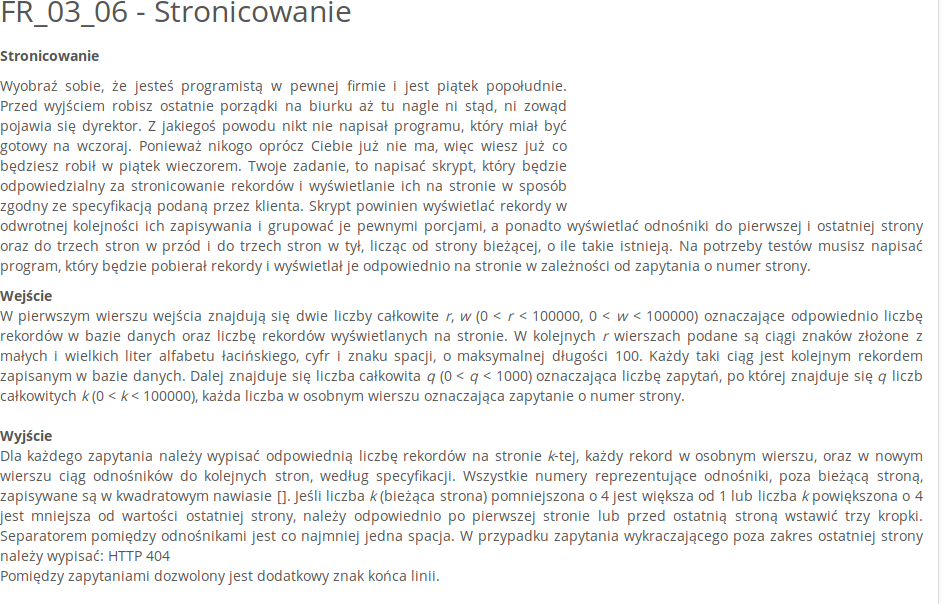 FR_03_06 - Stronicowanie
Stronicowanie
Wyobraź sobie, że jesteś programistą w pewnej firmie i jest piątek popołudnie.
Przed wyjściem robisz ostatnie porządki na biurku aż tu nagle ni stąd, ni zowąd
pojawia się dyrektor. Z jakiegoś powodu nikt nie napisał programu, który miał być
gotowy na wczoraj. Ponieważ nikogo oprócz Ciebie już nie ma, więc wiesz już co
będziesz robił w piątek wieczorem. Twoje zadanie, to napisać skrypt, który będzie
odpowiedzialny za stronicowanie rekordów i wyświetlanie ich na stronie w sposób
zgodny ze specyfikacją podaną przez klienta. Skrypt powinien wyświetlać rekordy w
odwrotnej kolejności ich zapisywania i grupować je pewnymi porcjami, a ponadto wyświetlać odnośniki do pierwszej i ostatniej strony
oraz do trzech stron w przód i do trzech stron w tył, licząc od strony bieżącej, o ile takie istnieją. Na potrzeby testów musisz napisać
program, który będzie pobierał rekordy i wyświetlał je odpowiednio na stronie w zależności od zapytania o numer strony.
Wejście
W pierwszym wierszu wejścia znajdują się dwie liczby całkowite r, w (0 < r < 100000, 0 < w < 100000) oznaczające odpowiednio liczbę
rekordów w bazie danych oraz liczbę rekordów wyświetlanych na stronie. W kolejnych r wierszach podane są ciągi znaków złożone z
małych i wielkich liter alfabetu łacińskiego, cyfr i znaku spacji, o maksymalnej długości 100. Każdy taki ciąg jest kolejnym rekordem
zapisanym w bazie danych. Dalej znajduje się liczba całkowita q (0 < q < 1000) oznaczająca liczbę zapytań, po której znajduje się q liczb
całkowitych k (0 < k < 100000), każda liczba w osobnym wierszu oznaczająca zapytanie o numer strony.
Wyjście
Dla każdego zapytania należy wypisać odpowiednią liczbę rekordów na stronie k-tej, każdy rekord w osobnym wierszu, oraz w nowym
wierszu ciąg odnośników do kolejnych stron, według specyfikacji. Wszystkie numery reprezentujące odnośniki, poza bieżącą stroną,
zapisywane są w kwadratowym nawiasie []. Jeśli liczba k (bieżąca strona) pomniejszona o 4 jest większa od 1 lub liczba k powiększona o 4
jest mniejsza od wartości ostatniej strony, należy odpowiednio po pierwszej stronie lub przed ostatnią stroną wstawić trzy kropki.
Separatorem pomiędzy odnośnikami jest co najmniej jedna spacja. W przypadku zapytania wykraczającego poza zakres ostatniej strony
należy wypisać: HTTP 404
Pomiędzy zapytaniami dozwolony jest dodatkowy znak końca linii.